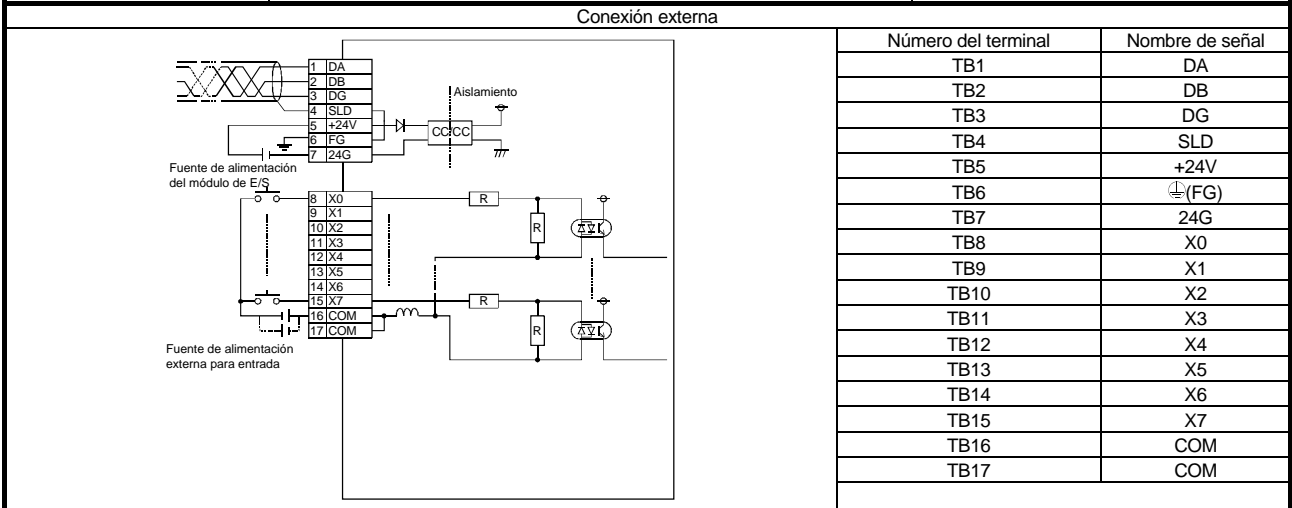 Conexión externa
1 DA
2 DB
3 DG
4 SLD
5 +24V
6 FG
7 24G
Aislamiento
CC/CC
Fuente de alimentación
del módulo de E/S
8 X0
9 X1
10 X2
11 X3
12 X4
13 X5
14 X6
15 X7
16 COM
17 COM
R
R
R
R
Fuente de alimentación
externa para entrada
Número del terminal Nombre de señal
TB1 DA
TB2 DB
TB3 DG
TB4 SLD
TB5 +24V
TB6 (FG)
TB7 24G
TB8 X0
TB9 X1
TB10 X2
TB11 X3
TB12 X4
TB13 X5
TB14 X6
TB15 X7
TB16 COM
TB17 COM